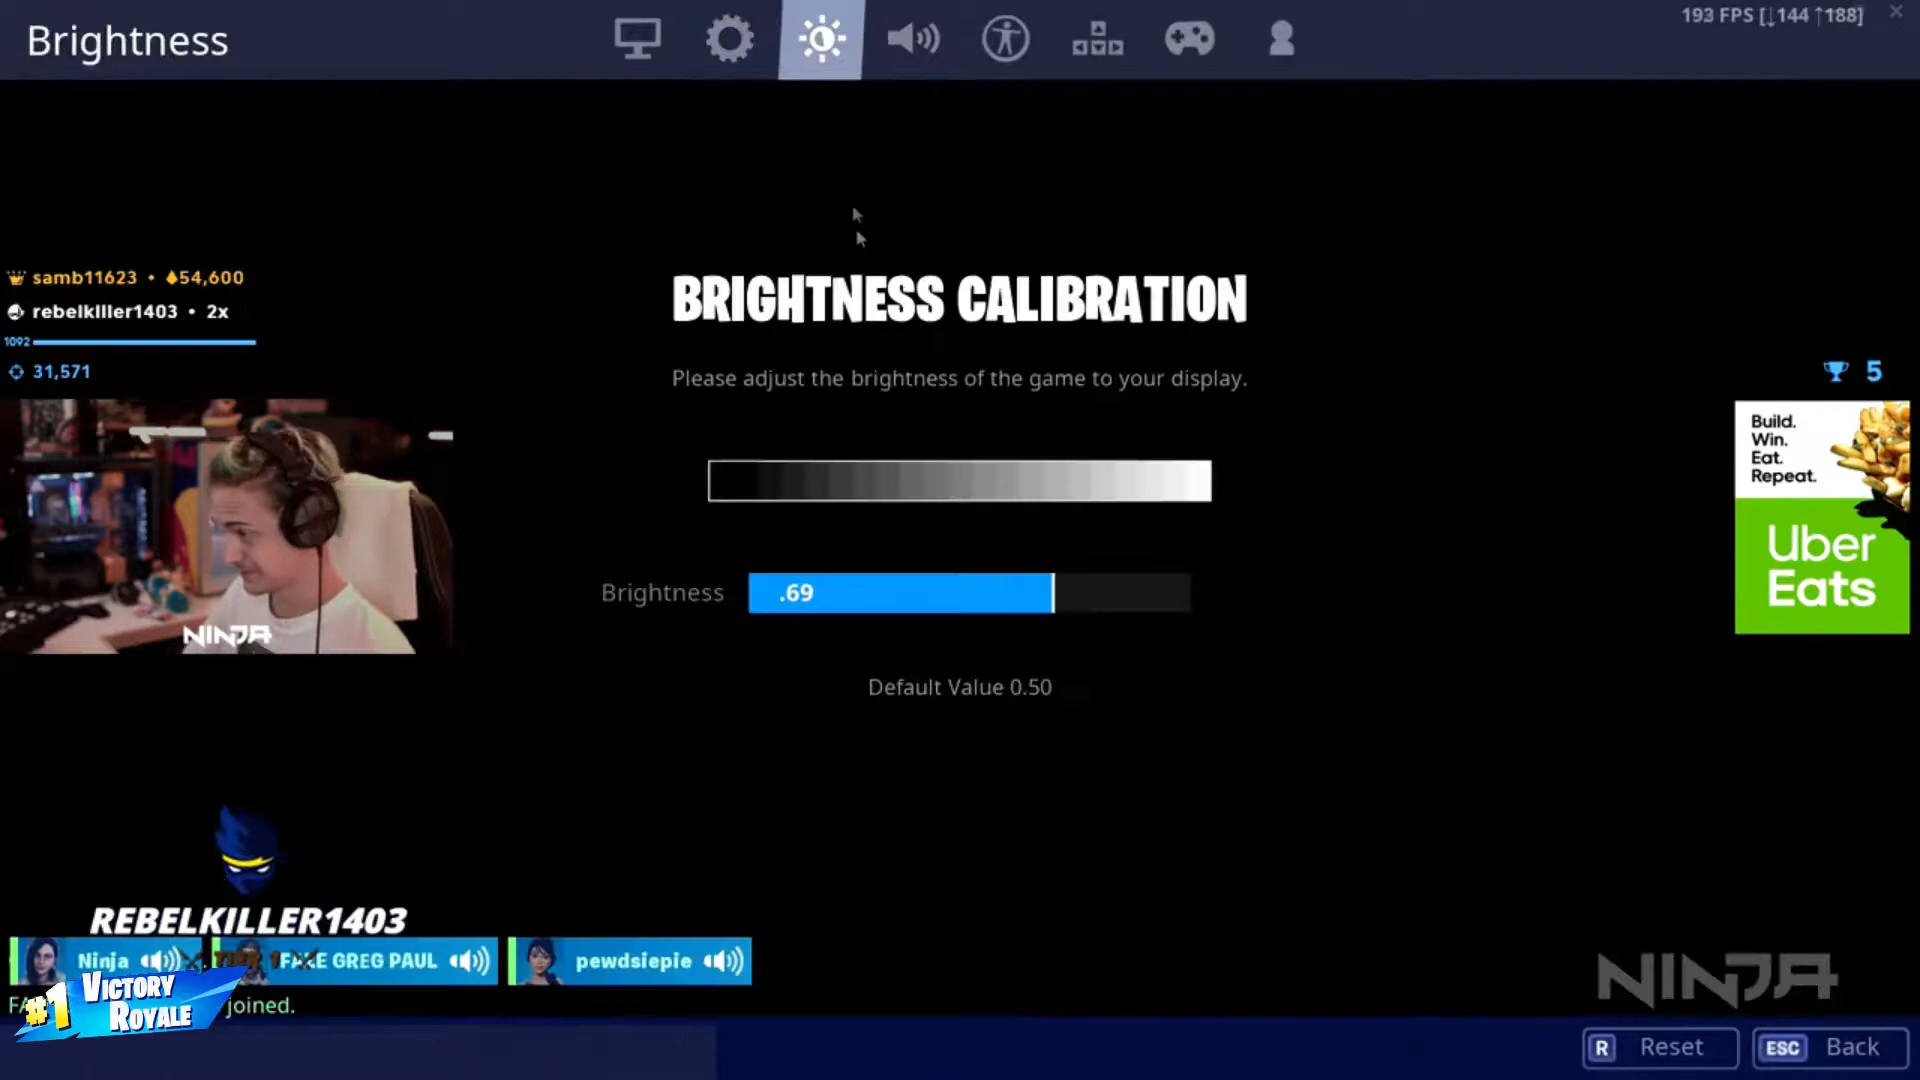 Brightness
193 FPS [↓144 ↑188]
samb11623 • 54,600
rebelkiller1403 • 2x
1092
31,571
BRIGHTNESS CALIBRATION
Please adjust the brightness of the game to your display.
Brightness .69
Default Value 0.50
5
Build.
Win.
Eat.
Repeat.
Uber
Eats
NINJA
REBELKILLER1403
Ninja
TIER 1
FAKE GREG PAUL
pewdsiepie
joined.
#1 VICTORY
ROYALE
NINJA
R Reset
ESC Back